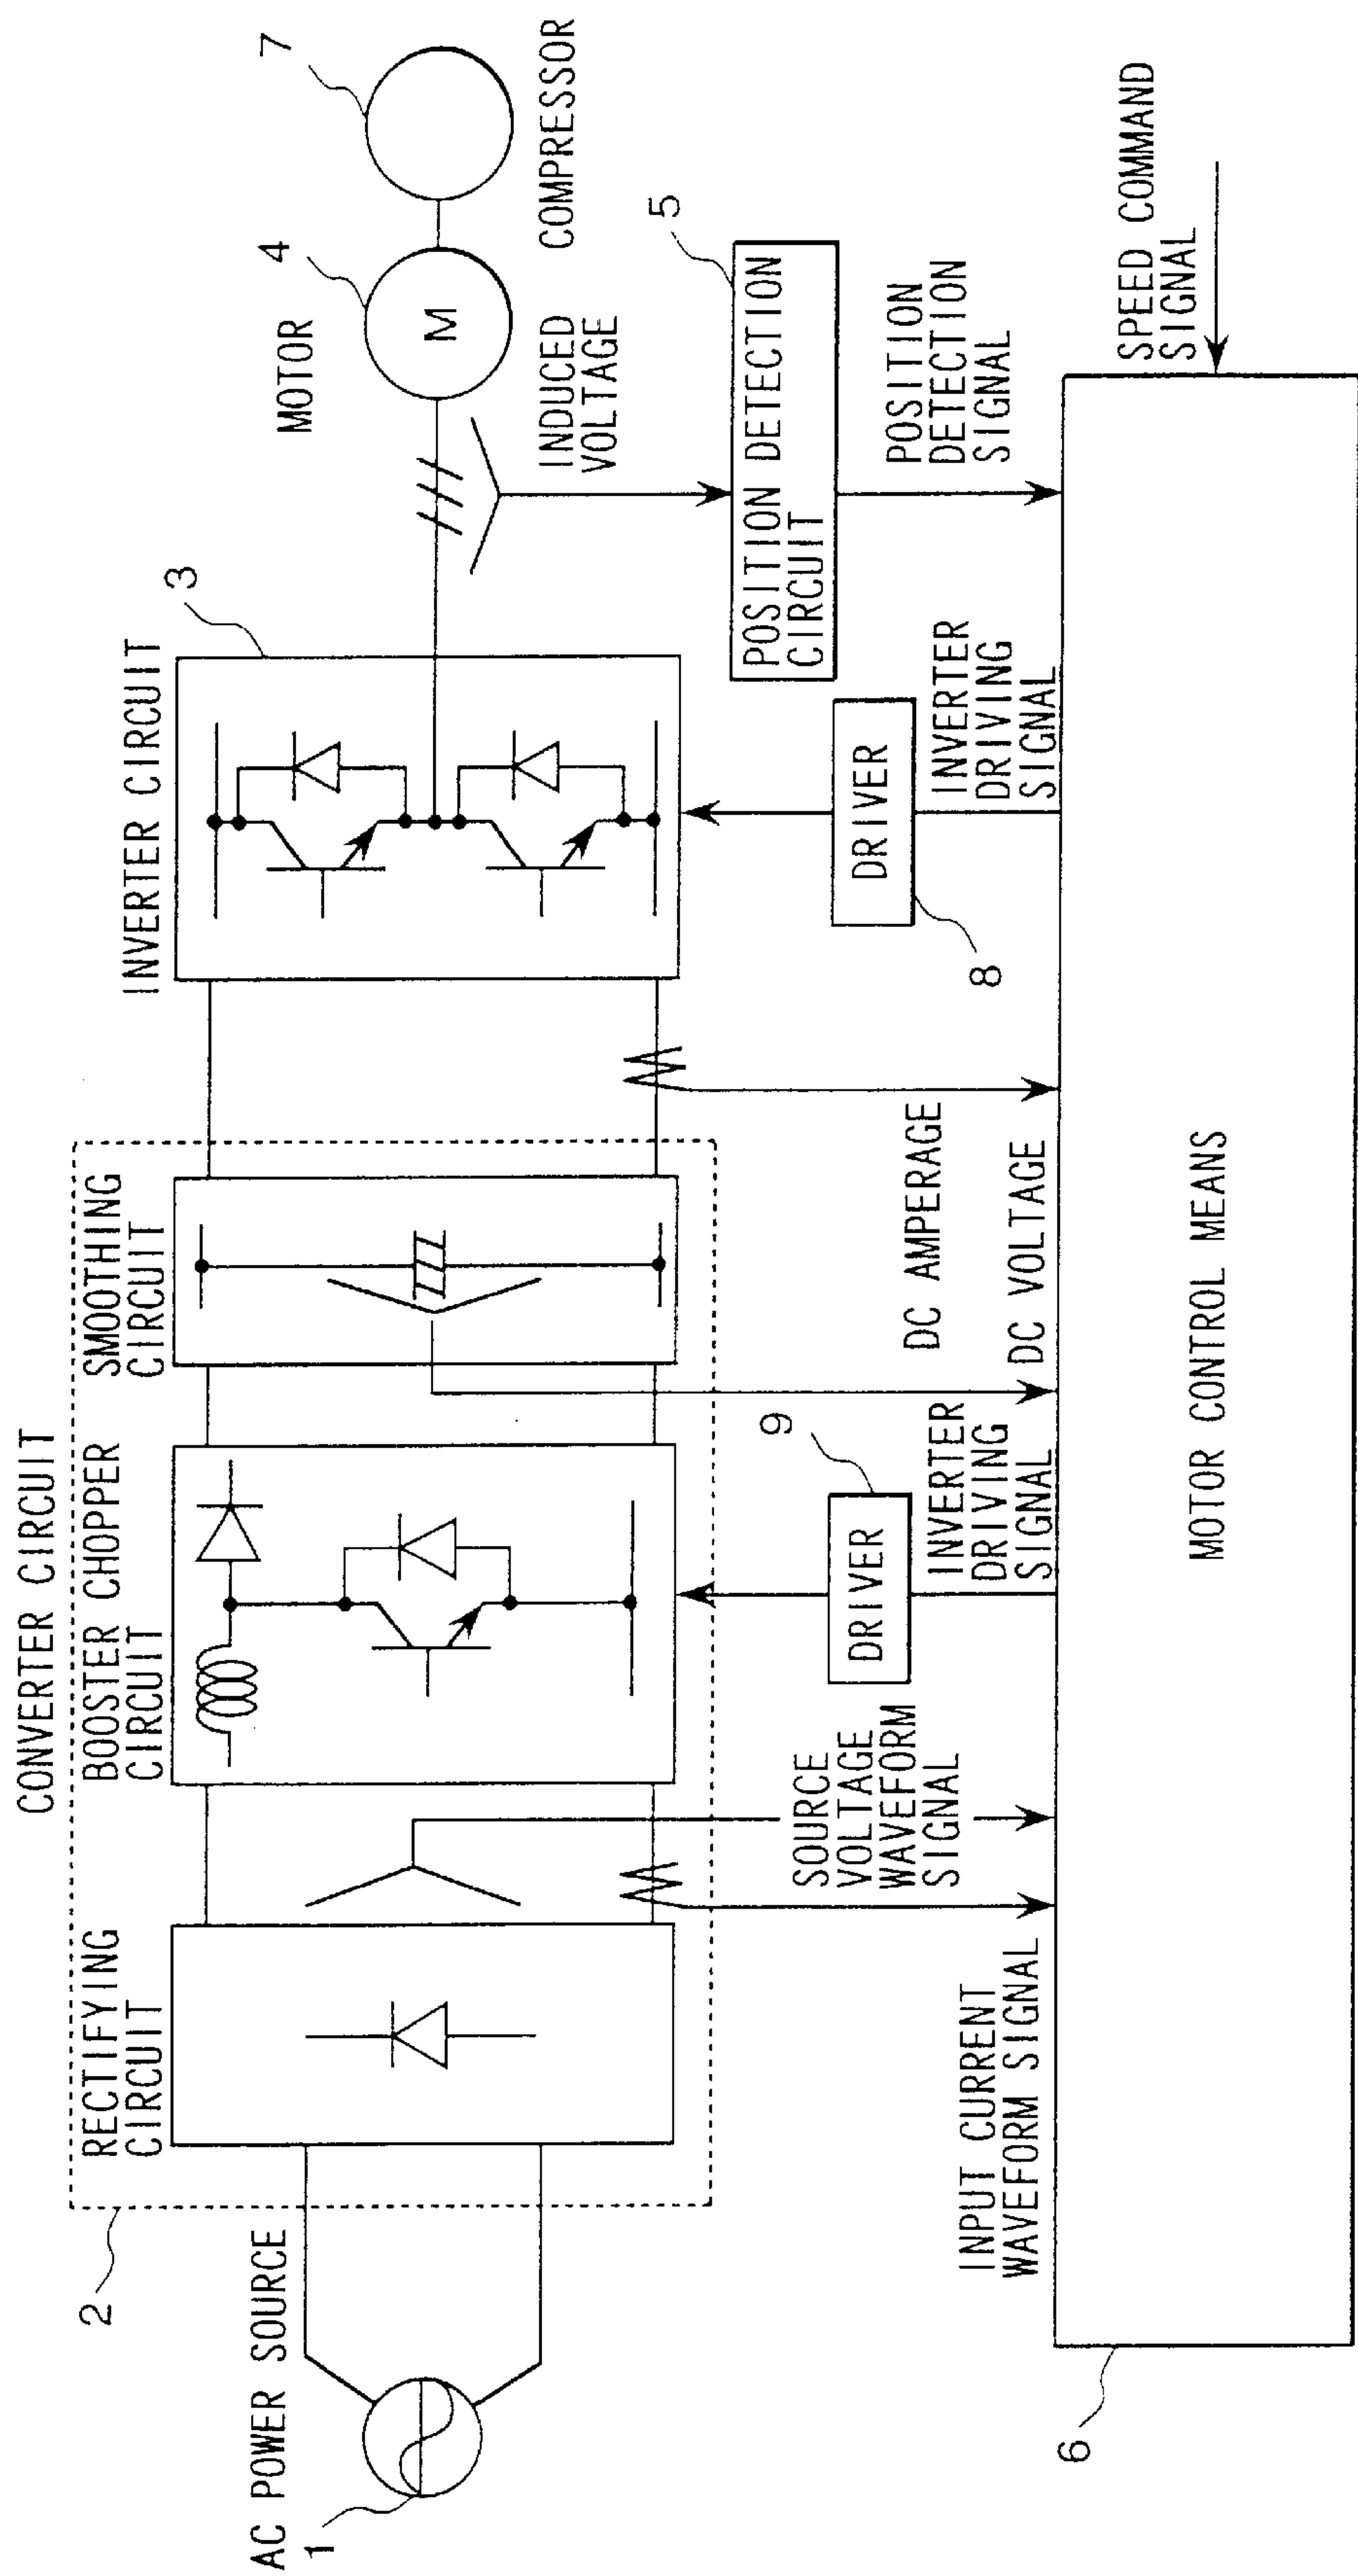 CONVERTER CIRCUIT
RECTIFYING
CIRCUIT
BOOSTER CHOPPER
CIRCUIT
SMOOTHING
CIRCUIT
INVERTER CIRCUIT
3
MOTOR
4
7
2
AC POWER SOURCE
1
INDUCED
VOLTAGE
COMPRESSOR
M
5
POSITION DETECTION
CIRCUIT
POSITION
DETECTION
SIGNAL
SOURCE
VOLTAGE
WAVEFORM
SIGNAL
9
DRIVER
INVERTER
DRIVING
SIGNAL
DC AMPERAGE
DC VOLTAGE
8
DRIVER
INVERTER
DRIVING
SIGNAL
INPUT CURRENT
WAVEFORM SIGNAL
SPEED COMMAND
SIGNAL
6
MOTOR CONTROL MEANS